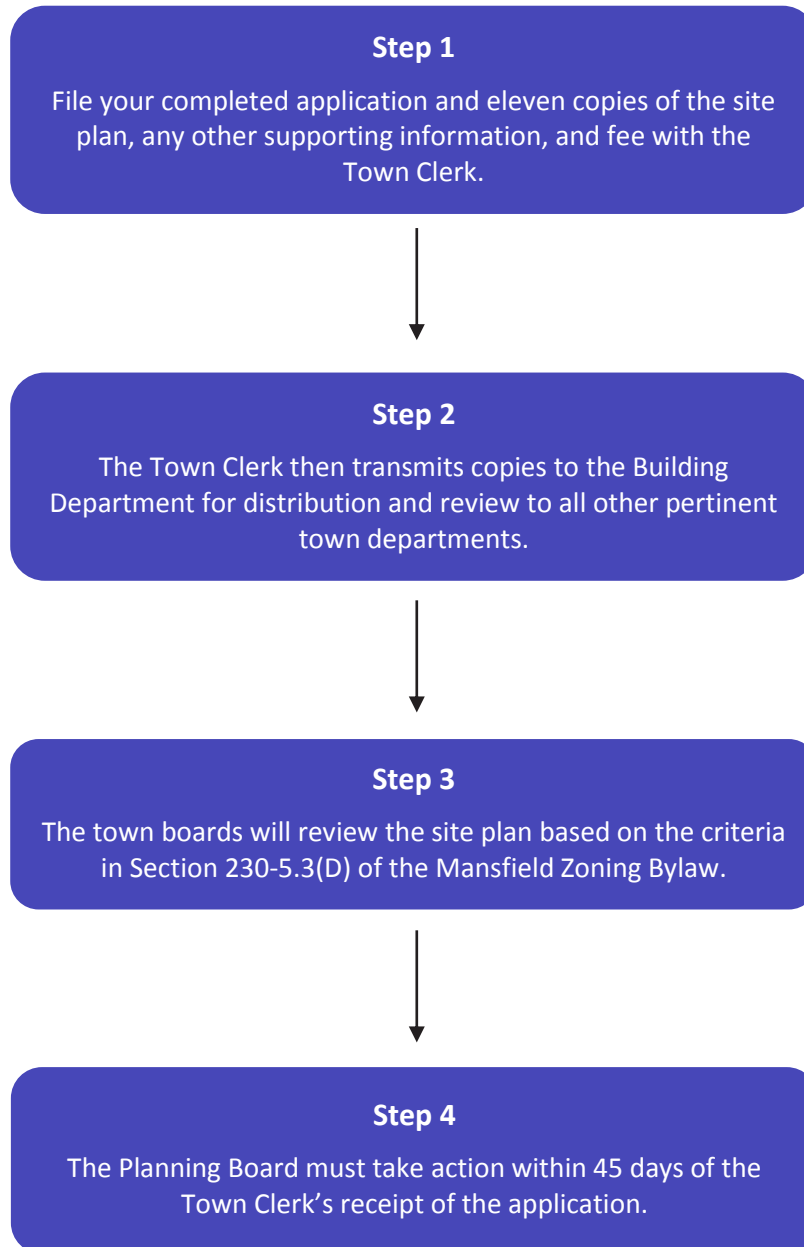 Step 1
File your completed application and eleven copies of the site
plan, any other supporting information, and fee with the
Town Clerk.
Step 2
The Town Clerk then transmits copies to the Building
Department for distribution and review to all other pertinent
town departments.
Step 3
The town boards will review the site plan based on the criteria
in Section 230-5.3(D) of the Mansfield Zoning Bylaw.
Step 4
The Planning Board must take action within 45 days of the
Town Clerk’s receipt of the application.